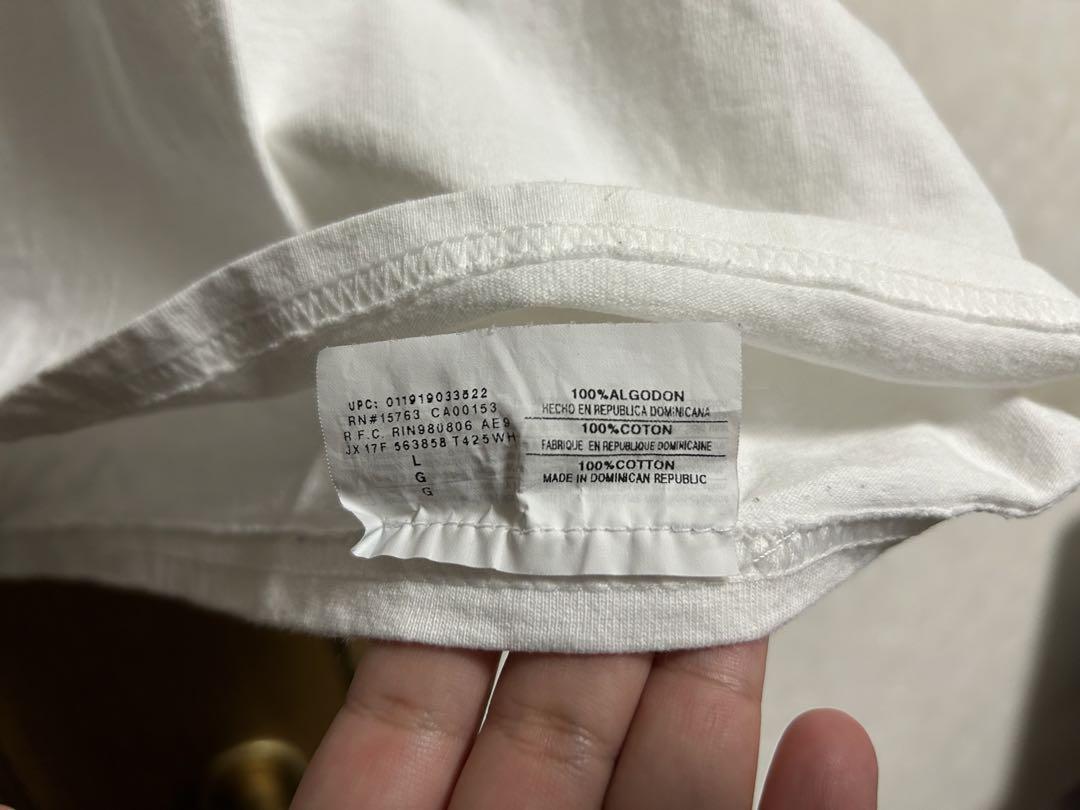 UPC: 011919033822
RN#15763 CA00153
R.F.C. RIN980806 AE9
JX 17F 563858 T425WH
L
G
G
100%ALGODON
HECHO EN REPUBLICA DOMINICANA
100%COTON
FABRIQUE EN REPUBLIQUE DOMINICAINE
100%COTTON
MADE IN DOMINICAN REPUBLIC